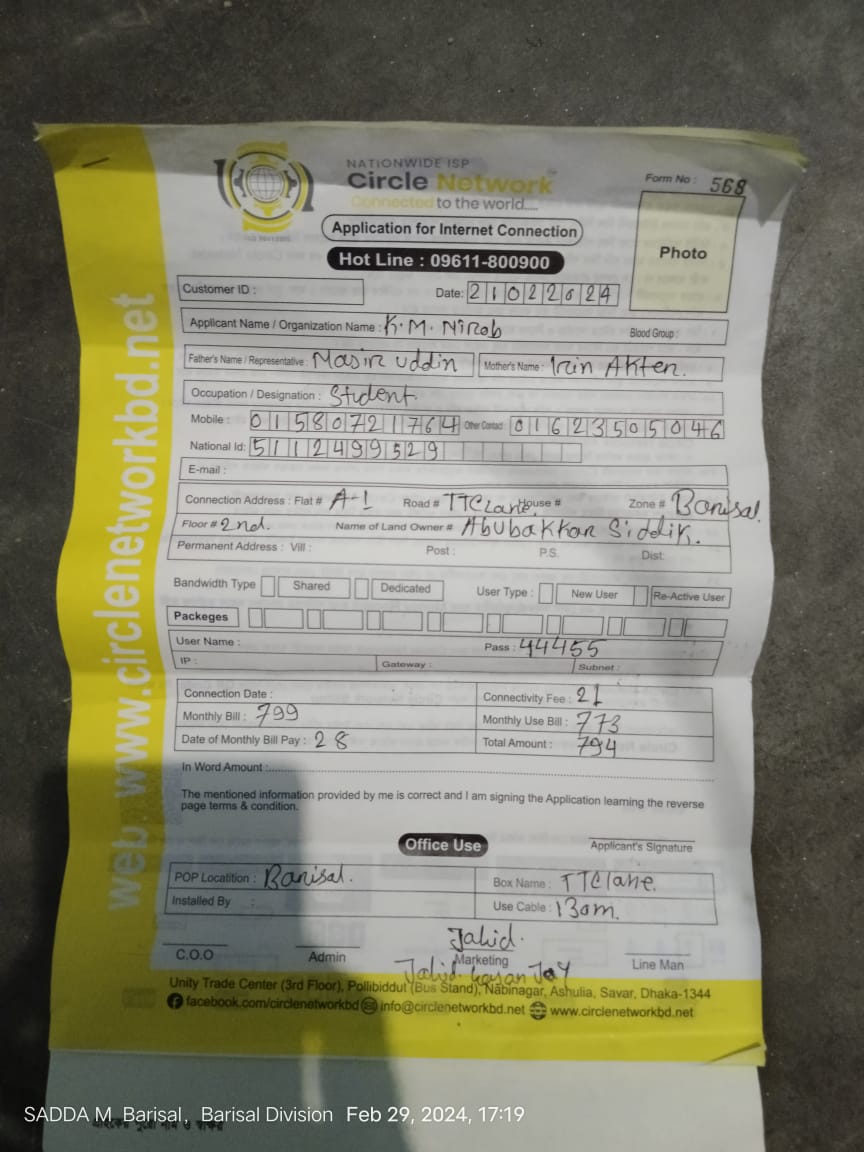 NATIONWIDE ISP
Circle Network
Connected to the world....
Form No : 568
Application for Internet Connection
Hot Line : 09611-800900
Photo
Customer ID :
Date: 21022024
Applicant Name / Organization Name : K.M. Nirob Blood Group:
Father's Name / Representative : Masir uddin Mother's Name : Irin Akter.
Occupation / Designation : Student.
Mobile : 01580721764 Other Contact : 01623505046
National Id: 5112499529
E-mail :
Connection Address : Flat # A-1 Road # TTC Lane. House # Zone # Barisal.
Floor # 2nd. Name of Land Owner # Abubakkar Siddik.
Permanent Address : Vill : Post : P.S. Dist:
Bandwidth Type Shared Dedicated User Type : New User Re-Active User
Packeges
User Name : Pass : 44455
IP : Gateway : Subnet :
Connection Date : Connectivity Fee : 21
Monthly Bill : 799 Monthly Use Bill : 773
Date of Monthly Bill Pay : 28 Total Amount : 794
In Word Amount :
The mentioned information provided by me is correct and I am signing the Application learning the reverse
page terms & condition.
Applicant's Signature
Office Use
POP Locatition : Barisal. Box Name : TTC lane.
Installed By : Use Cable : 130m.
Jahid.
C.O.O Admin Marketing Line Man
Jahid hasan Joy
Unity Trade Center (3rd Floor), Pollibiddut (Bus Stand), Nabinagar, Ashulia, Savar, Dhaka-1344
facebook.com/circlenetworkbd info@circlenetworkbd.net www.circlenetworkbd.net
web: www.circlenetworkbd.net
SADDA M Barisal, Barisal Division Feb 29, 2024, 17:19